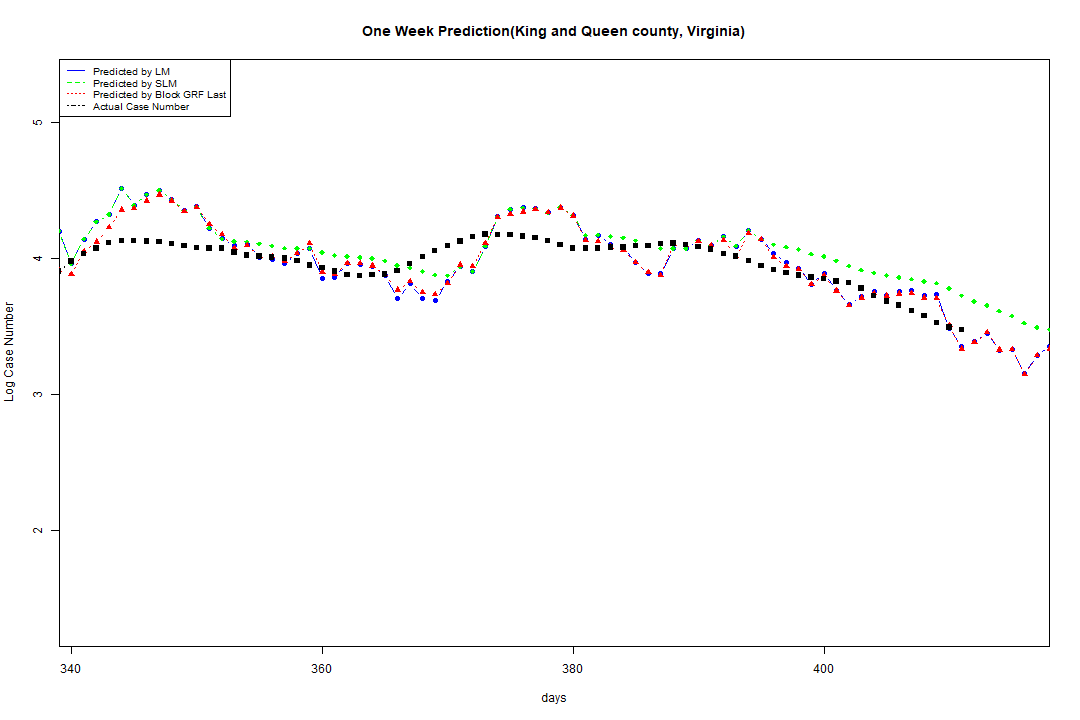 One Week Prediction(King and Queen county, Virginia)
Predicted by LM
Predicted by SLM
Predicted by Block GRF Last
Actual Case Number
5
4
3
2
Log Case Number
340
360
380
400
days